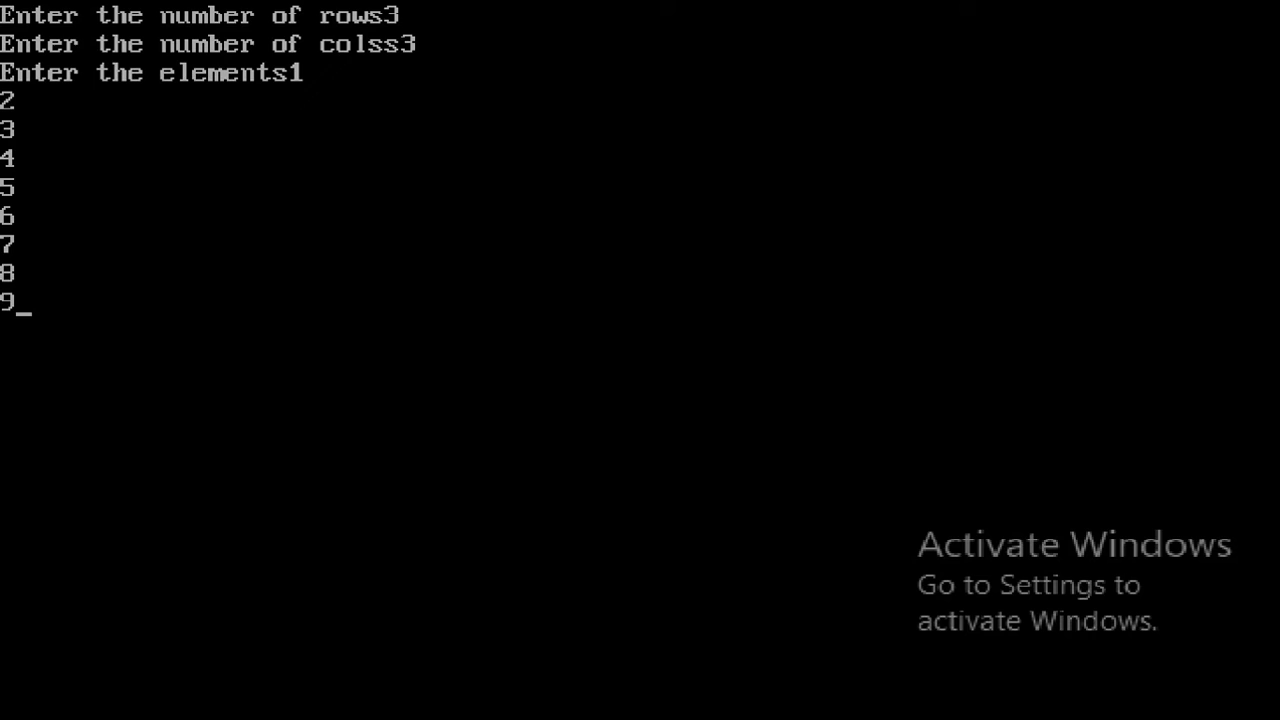 Enter the number of rows3
Enter the number of colss3
Enter the elements1
2
3
4
5
6
7
8
9_
Activate Windows
Go to Settings to
activate Windows.